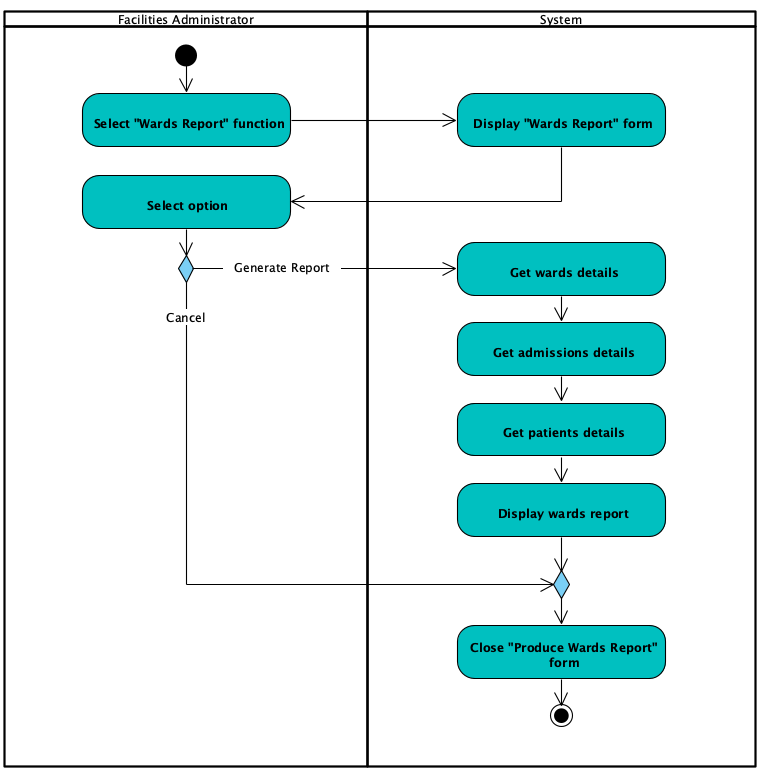 Facilities Administrator
System
Select "Wards Report" function
Display "Wards Report" form
Select option
Generate Report
Get wards details
Cancel
Get admissions details
Get patients details
Display wards report
Close "Produce Wards Report"
form